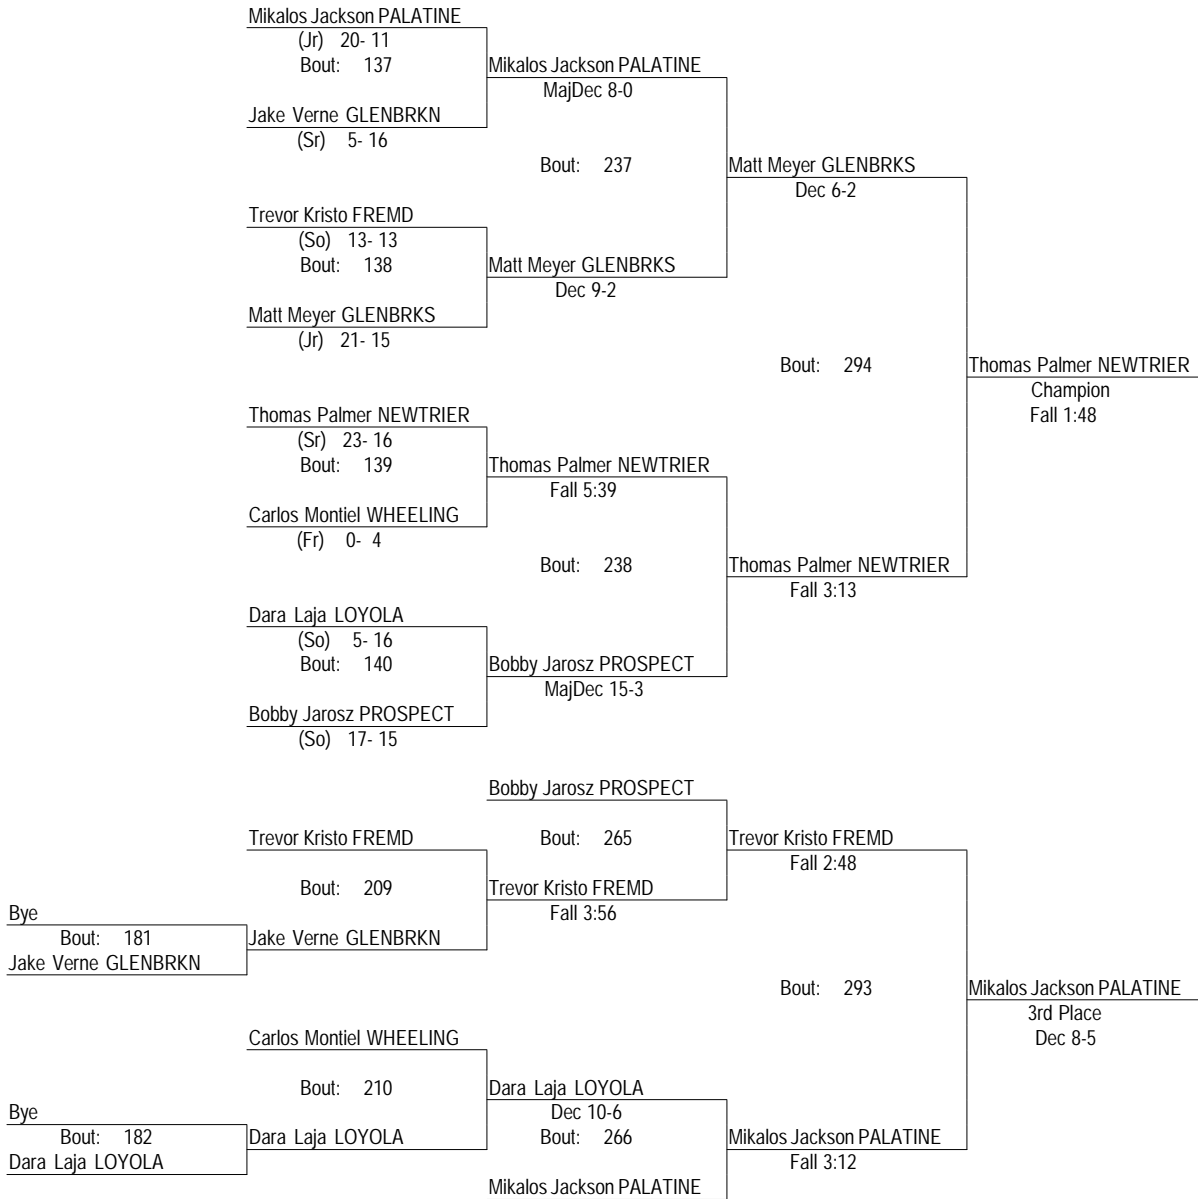 Mikalos Jackson PALATINE
(Jr) 20- 11
Bout: 137
Mikalos Jackson PALATINE
MajDec 8-0
Jake Verne GLENBRKN
(Sr) 5- 16
Bout: 237
Matt Meyer GLENBRKS
Dec 6-2
Trevor Kristo FREMD
(So) 13- 13
Bout: 138
Matt Meyer GLENBRKS
Dec 9-2
Matt Meyer GLENBRKS
(Jr) 21- 15
Bout: 294
Thomas Palmer NEWTRIER
Champion
Fall 1:48
Thomas Palmer NEWTRIER
(Sr) 23- 16
Bout: 139
Thomas Palmer NEWTRIER
Fall 5:39
Carlos Montiel WHEELING
(Fr) 0- 4
Bout: 238
Thomas Palmer NEWTRIER
Fall 3:13
Dara Laja LOYOLA
(So) 5- 16
Bout: 140
Bobby Jarosz PROSPECT
MajDec 15-3
Bobby Jarosz PROSPECT
(So) 17- 15
Bobby Jarosz PROSPECT
Trevor Kristo FREMD
Bout: 265
Trevor Kristo FREMD
Fall 2:48
Bout: 209
Trevor Kristo FREMD
Fall 3:56
Bye
Bout: 181
Jake Verne GLENBRKN
Jake Verne GLENBRKN
Bout: 293
Mikalos Jackson PALATINE
3rd Place
Dec 8-5
Carlos Montiel WHEELING
Bout: 210
Dara Laja LOYOLA
Dec 10-6
Bye
Bout: 182
Dara Laja LOYOLA
Dara Laja LOYOLA
Bout: 266
Mikalos Jackson PALATINE
Fall 3:12
Mikalos Jackson PALATINE